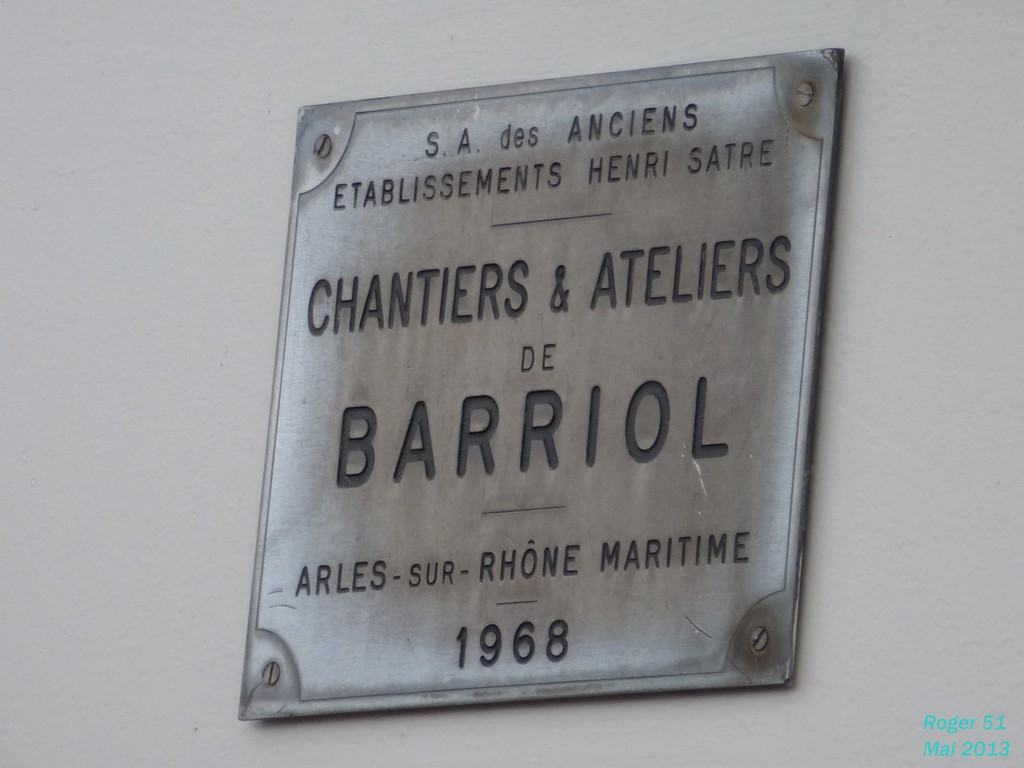 S.A. des ANCIENS
ETABLISSEMENTS HENRI SATRE
CHANTIERS & ATELIERS
DE
BARRIOL
ARLES-SUR-RHÔNE MARITIME
1968
Roger 51
Mai 2013